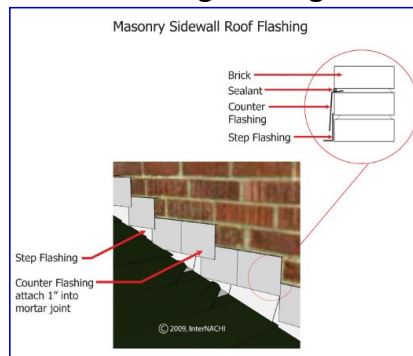 Masonry Sidewall Roof Flashing
Brick
Sealant
Counter
Flashing
Step Flashing
Step Flashing
Counter Flashing
attach 1" into
mortar joint
© 2009, InterNACHI